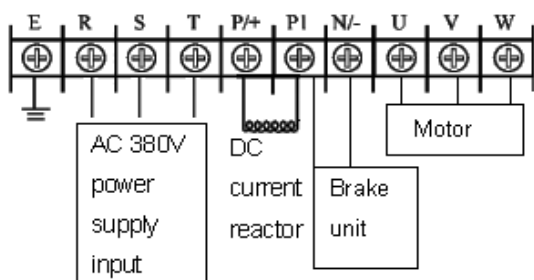 E R S T P/+ P1 N/- U V W
AC 380V
power
supply
input
DC
current
reactor
Brake
unit
Motor